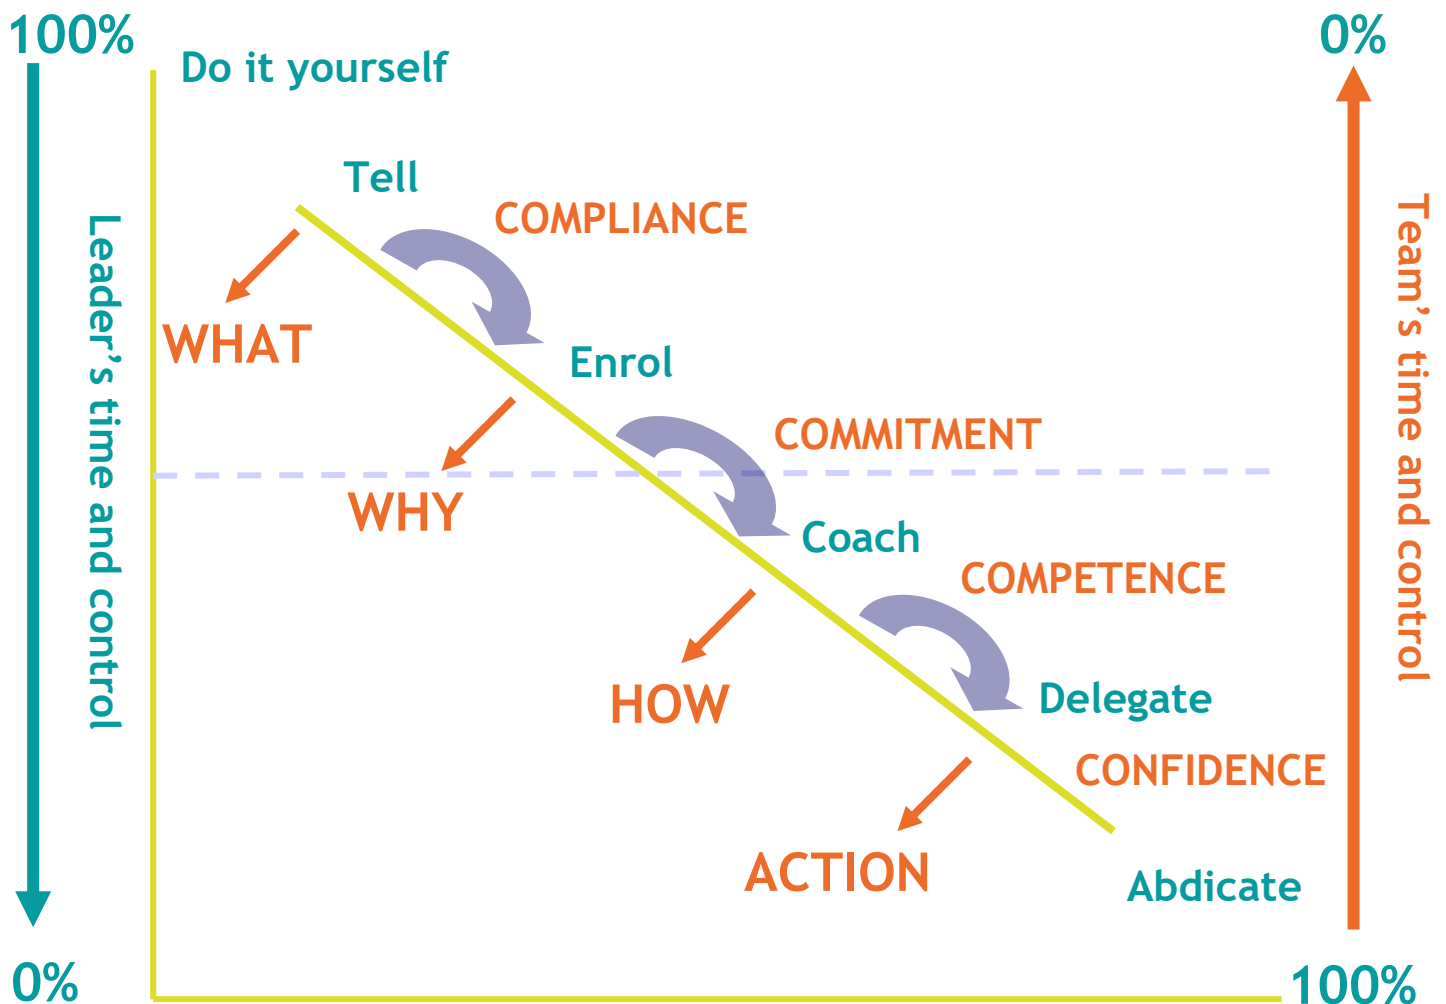 100%
0%
Do it yourself
Tell
COMPLIANCE
Leader’s time and control
Team’s time and control
WHAT
Enrol
COMMITMENT
WHY
Coach
COMPETENCE
HOW
Delegate
CONFIDENCE
ACTION
Abdicate
0%
100%